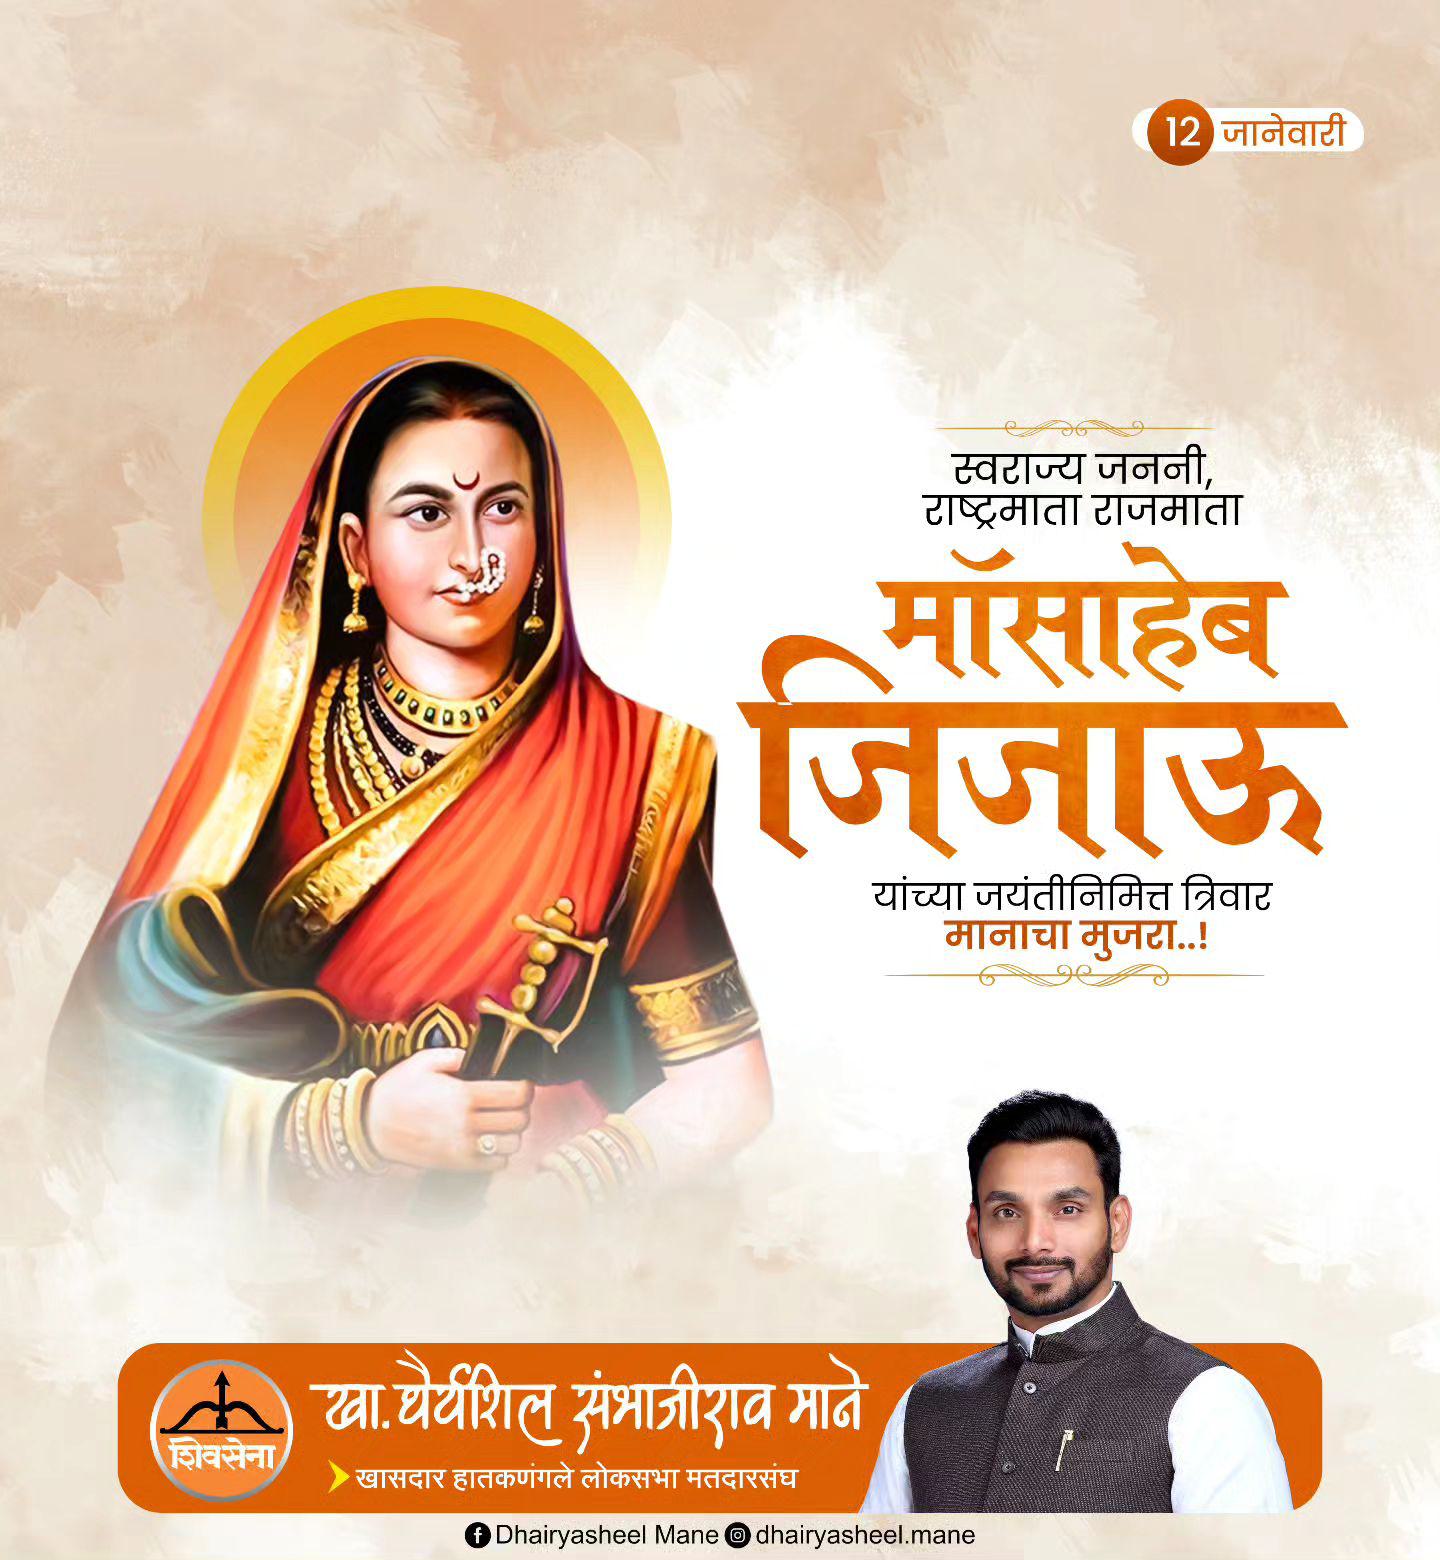 12 जानेवारी
स्वराज्य जननी,
राष्ट्रमाता राजमाता
मॉसाहेब
जिजाऊ
यांच्या जयंतीनिमित्त त्रिवार
मानाचा मुजरा..!
खा. धैर्यशिल संभाजीराव माने
शिवसेना
खासदार हातकणंगले लोकसभा मतदारसंघ
Dhairyasheel Mane dhairyasheel.mane